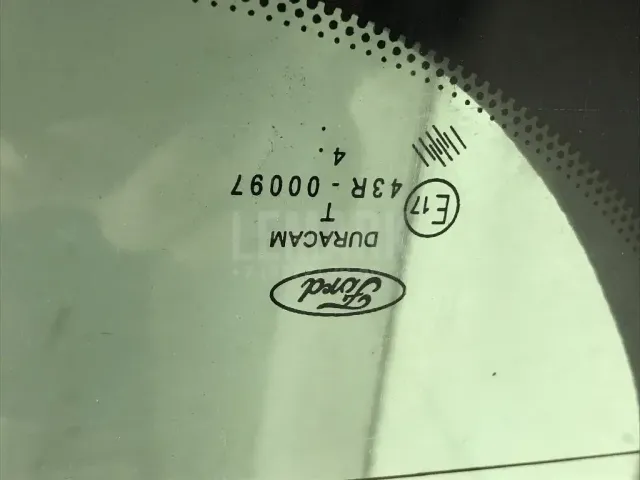 Ford
DURACAM
T
E17 43R-00097
. 4
.